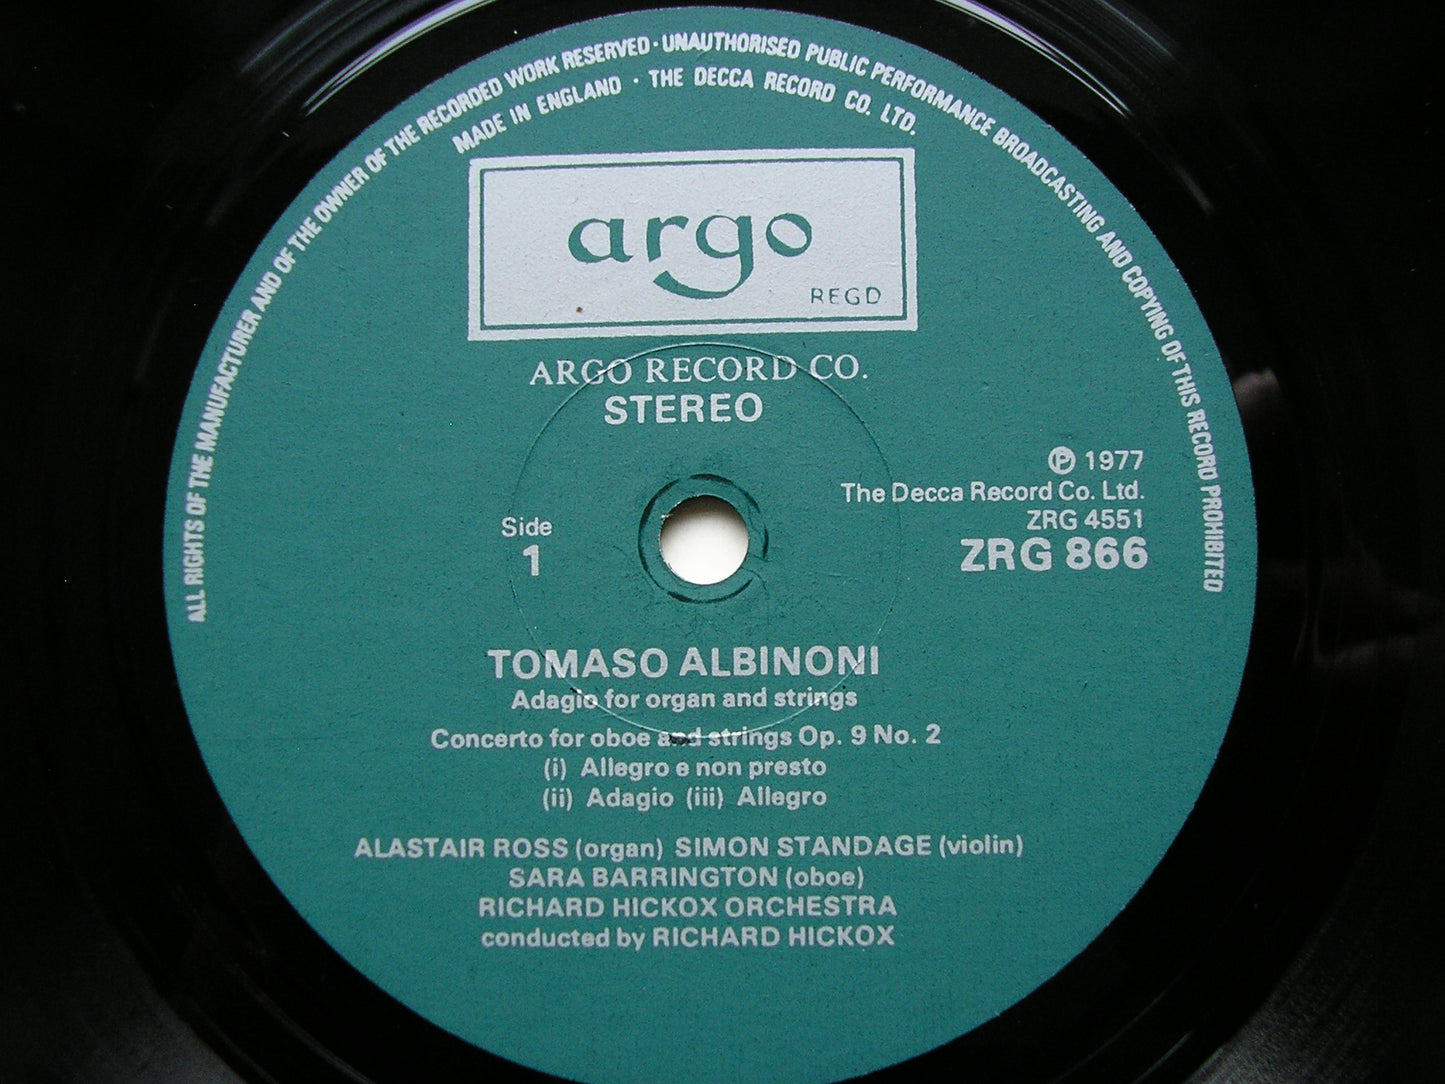 ALL RIGHTS OF THE MANUFACTURER AND OF THE OWNER OF THE RECORDED WORK RESERVED · UNAUTHORISED PUBLIC PERFORMANCE BROADCASTING AND COPYING OF THIS RECORD PROHIBITED
MADE IN ENGLAND · THE DECCA RECORD CO. LTD.
argo
REGD
ARGO RECORD CO.
STEREO
℗ 1977
The Decca Record Co. Ltd.
ZRG 4551
ZRG 866
Side
1
TOMASO ALBINONI
Adagio for organ and strings
Concerto for oboe and strings Op. 9 No. 2
(i) Allegro e non presto
(ii) Adagio (iii) Allegro
ALASTAIR ROSS (organ) SIMON STANDAGE (violin)
SARA BARRINGTON (oboe)
RICHARD HICKOX ORCHESTRA
conducted by RICHARD HICKOX